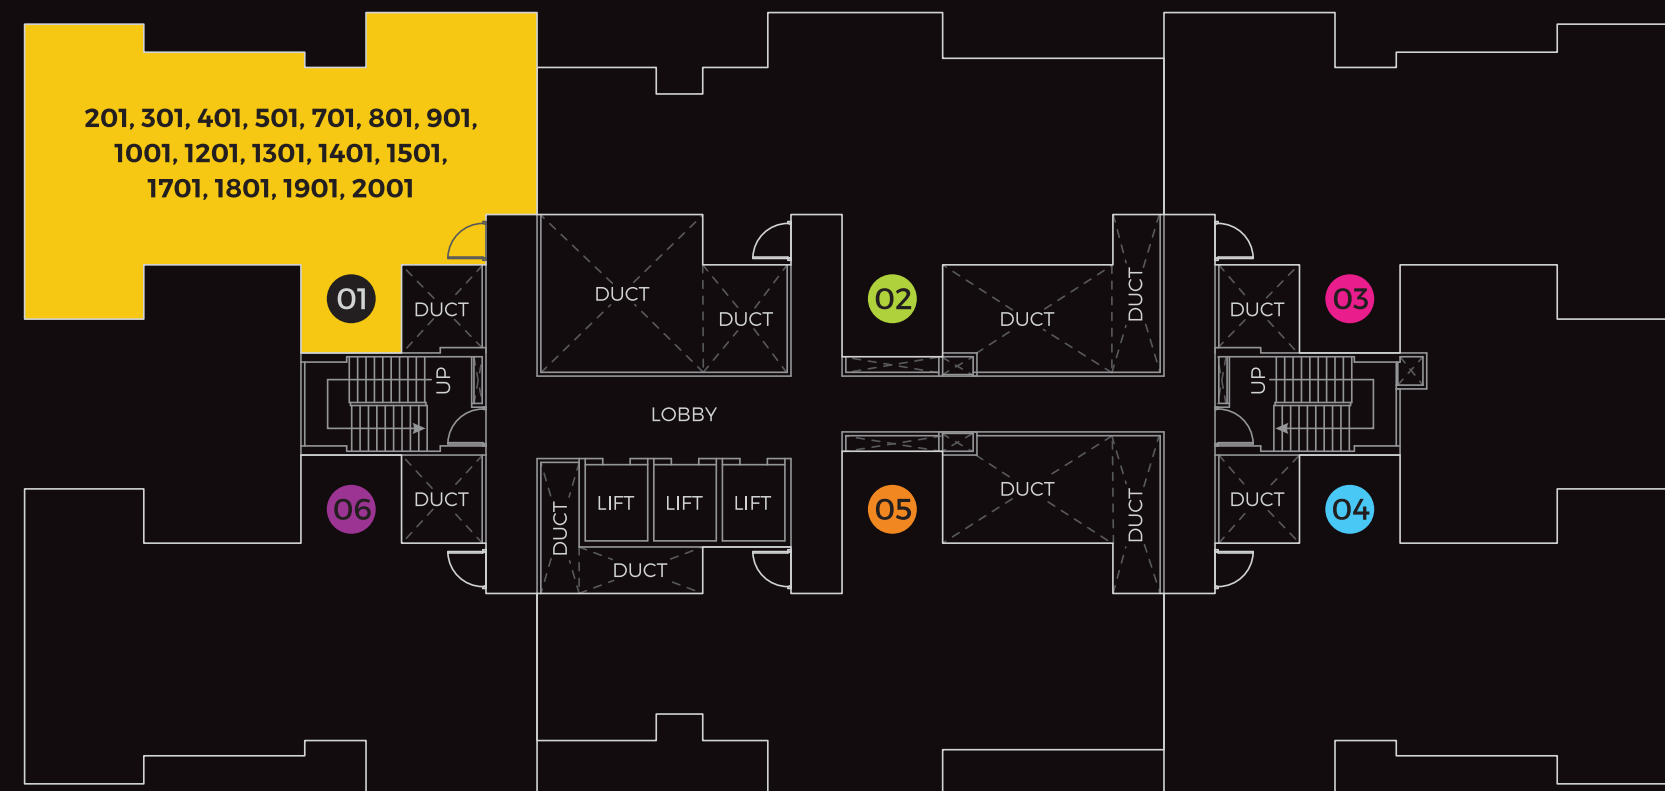 201, 301, 401, 501, 701, 801, 901,
1001, 1201, 1301, 1401, 1501,
1701, 1801, 1901, 2001
01
DUCT
DUCT
DUCT
02
DUCT
DUCT
DUCT
03
UP
LOBBY
UP
06
DUCT
DUCT
LIFT
LIFT
LIFT
DUCT
05
DUCT
DUCT
DUCT
04